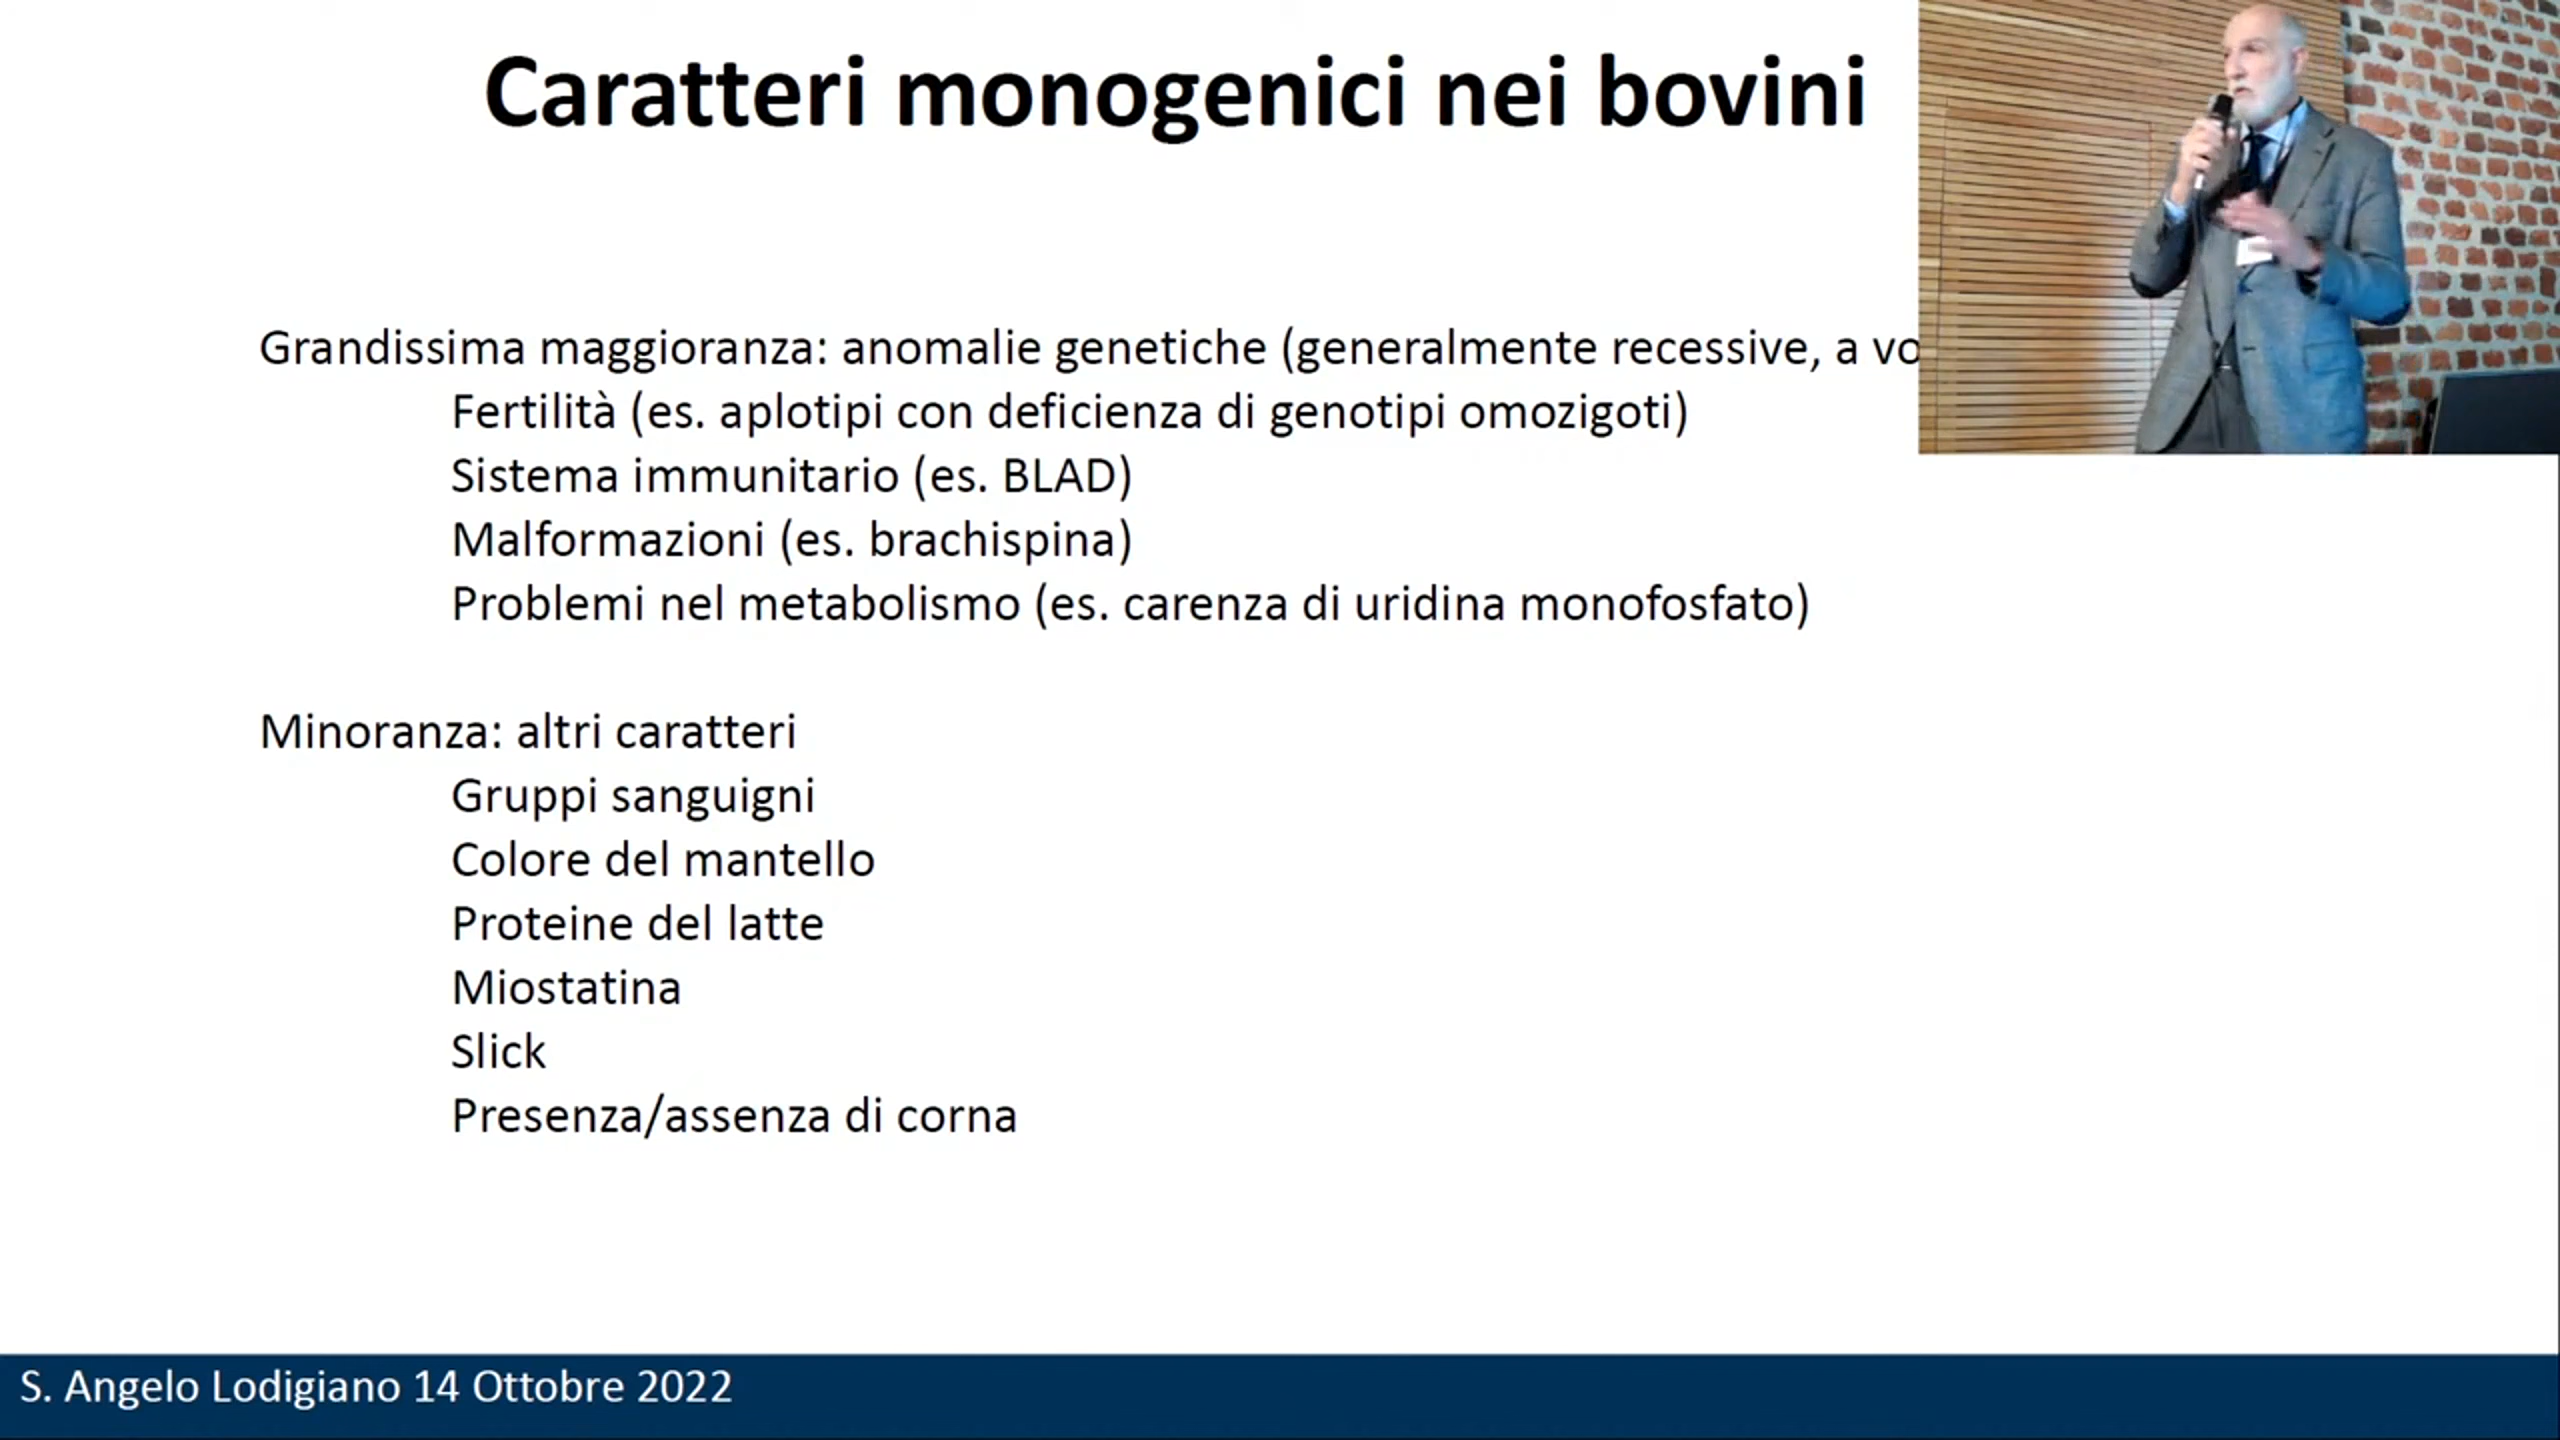 Caratteri monogenici nei bovini
Grandissima maggioranza: anomalie genetiche (generalmente recessive, a
Fertilità (es. aplotipi con deficienza di genotipi omozigoti)
Sistema immunitario (es. BLAD)
Malformazioni (es. brachispina)
Problemi nel metabolismo (es. carenza di uridina monofosfato)
Minoranza: altri caratteri
Gruppi sanguigni
Colore del mantello
Proteine del latte
Miostatina
Slick
Presenza/assenza di corna
S. Angelo Lodigiano 14 Ottobre 2022